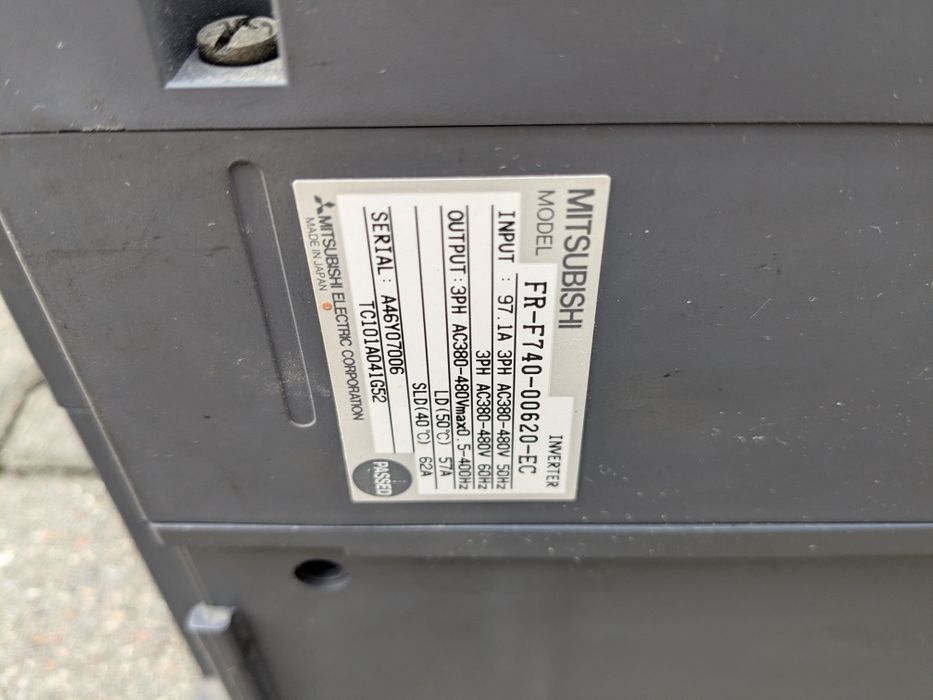 MITSUBISHI
INVERTER
MODEL FR-F740-00620-EC
INPUT : 97.1A 3PH AC380-480V 50Hz
3PH AC380-480V 60Hz
OUTPUT : 3PH AC380-480Vmax0.5-400Hz
LD(50℃) 57A
SLD(40℃) 62A
SERIAL : A46Y07006
TC101A041G52
PASSED
MITSUBISHI ELECTRIC CORPORATION
MADE IN JAPAN